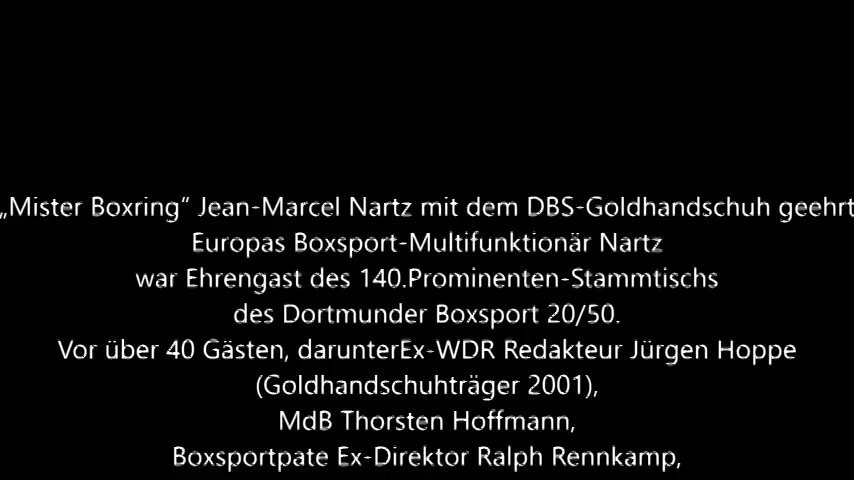 „Mister Boxring“ Jean-Marcel Nartz mit dem DBS-Goldhandschuh geehrt
Europas Boxsport-Multifunktionär Nartz
war Ehrengast des 140.Prominenten-Stammtischs
des Dortmunder Boxsport 20/50.
Vor über 40 Gästen, darunterEx-WDR Redakteur Jürgen Hoppe
(Goldhandschuhträger 2001),
MdB Thorsten Hoffmann,
Boxsportpate Ex-Direktor Ralph Rennkamp,